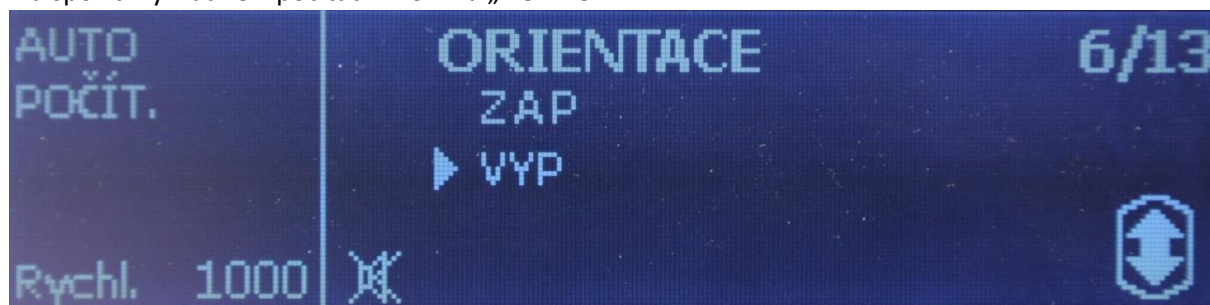 AUTO
POČÍT.
Rychl. 1000
ORIENTACE
ZAP
VYP
6/13